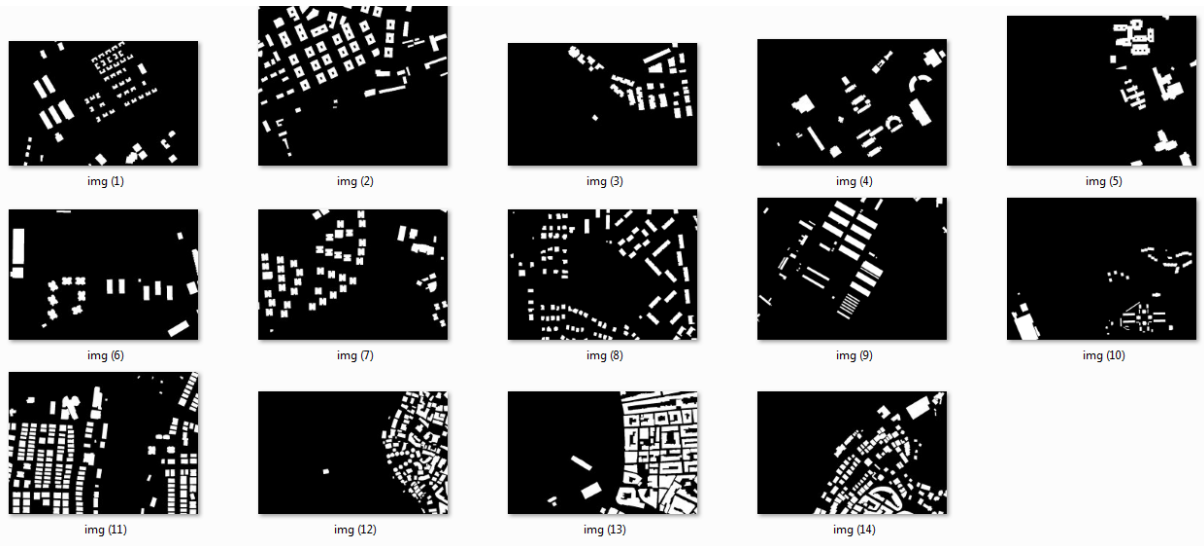 img (1)
img (2)
img (3)
img (4)
img (5)
img (6)
img (7)
img (8)
img (9)
img (10)
img (11)
img (12)
img (13)
img (14)